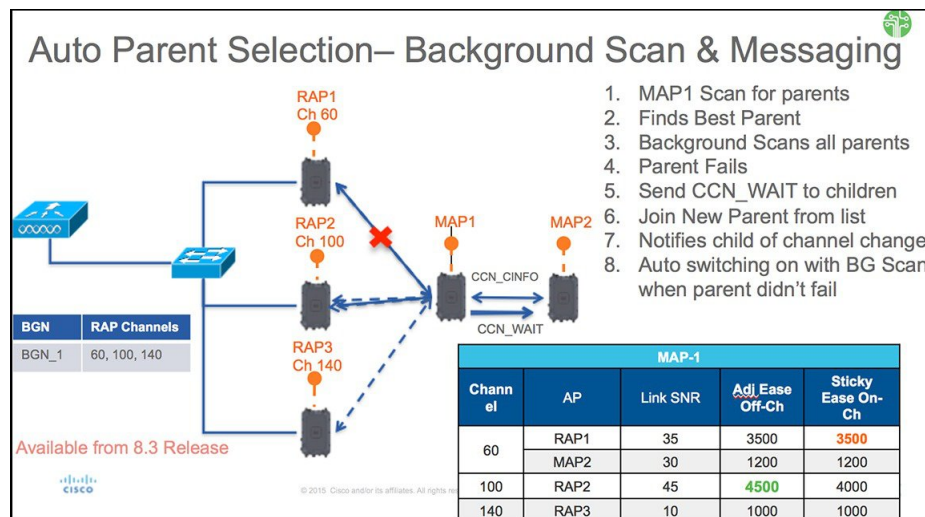 Auto Parent Selection– Background Scan & Messaging
RAP1
Ch 60
RAP2
Ch 100
RAP3
Ch 140
MAP1
MAP2
CCN_CINFO
CCN_WAIT
1. MAP1 Scan for parents
2. Finds Best Parent
3. Background Scans all parents
4. Parent Fails
5. Send CCN_WAIT to children
6. Join New Parent from list
7. Notifies child of channel change
8. Auto switching on with BG Scan
when parent didn't fail
BGN RAP Channels
BGN_1 60, 100, 140
Available from 8.3 Release
CISCO
© 2015 Cisco and/or its affiliates. All rights
MAP-1
Chann
el
AP
Link SNR
Adj Ease
Off-Ch
Sticky
Ease On-
Ch
60 RAP1 35 3500 3500
MAP2 30 1200 1200
100 RAP2 45 4500 4000
140 RAP3 10 1000 1000